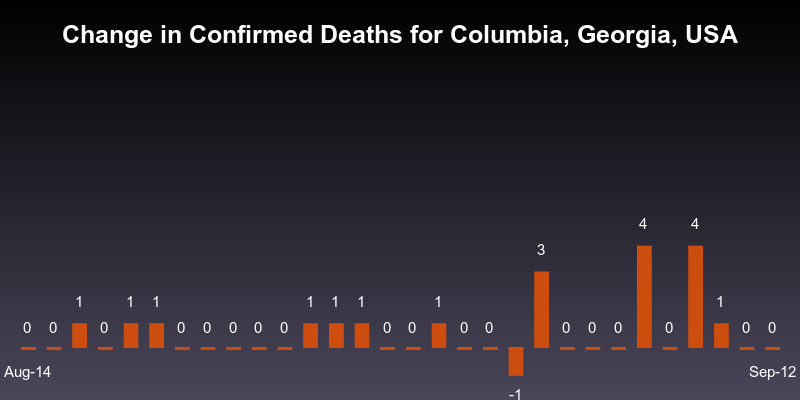 Change in Confirmed Deaths for Columbia, Georgia, USA
4 4
3
1 1 1 1 1 1 1 1
0 0 0 0 0 0 0 0 0 0 0 0 0 0 0 0 0 0 0
Aug-14 Sep-12
-1